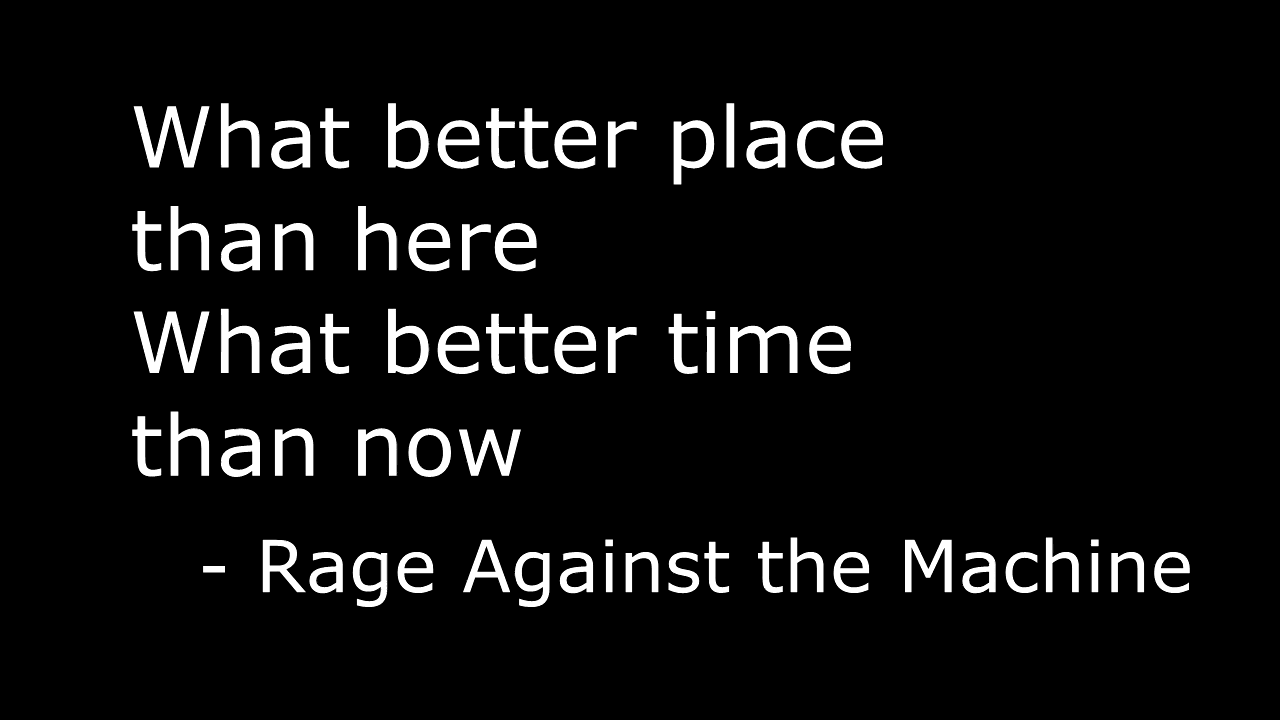 What better place
than here
What better time
than now
- Rage Against the Machine